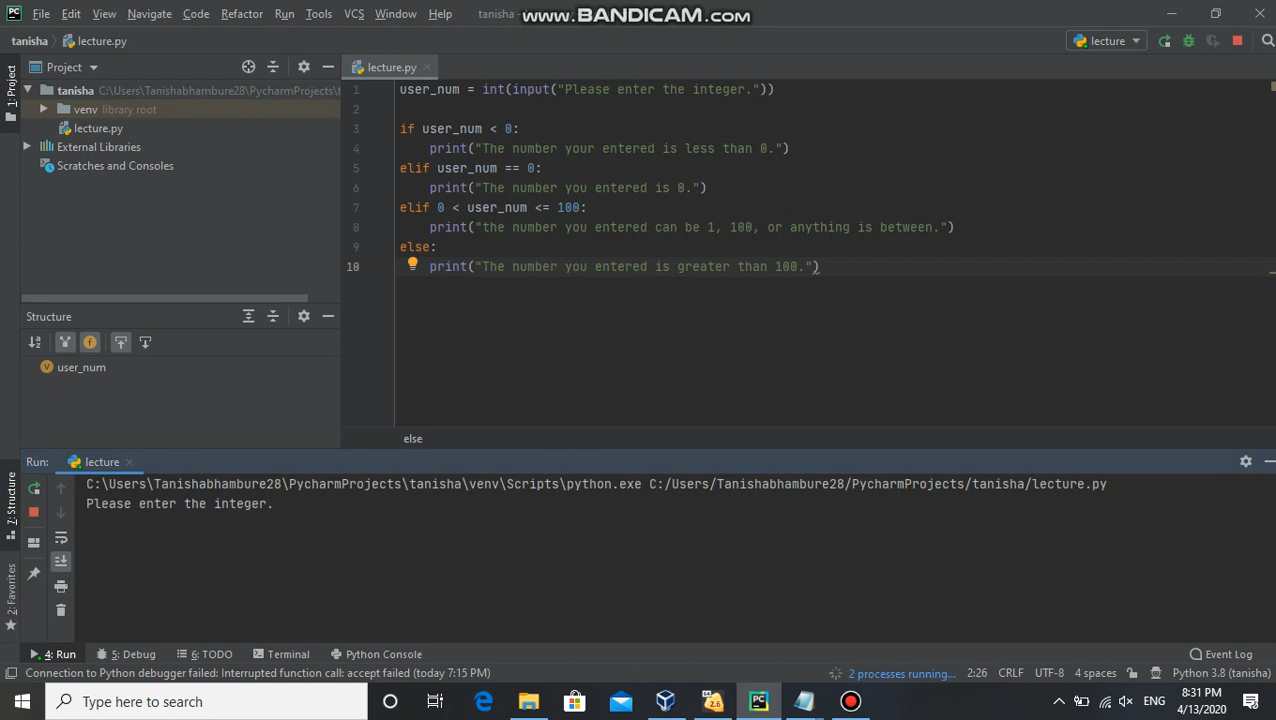 File Edit View Navigate Code Refactor Run Tools VCS Window Help tanisha
www.BANDICAM.com
tanisha lecture.py
lecture
1: Project
Project
tanisha C:\Users\Tanishabhambure28\PycharmProjects\t
venv library root
lecture.py
External Libraries
Scratches and Consoles
Structure
user_num
lecture.py
1 user_num = int(input("Please enter the integer."))
2
3 if user_num < 0:
4 print("The number your entered is less than 0.")
5 elif user_num == 0:
6 print("The number you entered is 0.")
7 elif 0 < user_num <= 100:
8 print("the number you entered can be 1, 100, or anything is between.")
9 else:
10 print("The number you entered is greater than 100.")
else
Run: lecture
C:\Users\Tanishabhambure28\PycharmProjects\tanisha\venv\Scripts\python.exe C:/Users/Tanishabhambure28/PycharmProjects/tanisha/lecture.py
Please enter the integer.
7: Structure
2: Favorites
4: Run 5: Debug 6: TODO Terminal Python Console Event Log
Connection to Python debugger failed: Interrupted function call: accept failed (today 7:15 PM) 2 processes running... 2:26 CRLF UTF-8 4 spaces Python 3.8 (tanisha)
Type here to search
2.6
PC
ENG
8:31 PM
4/13/2020